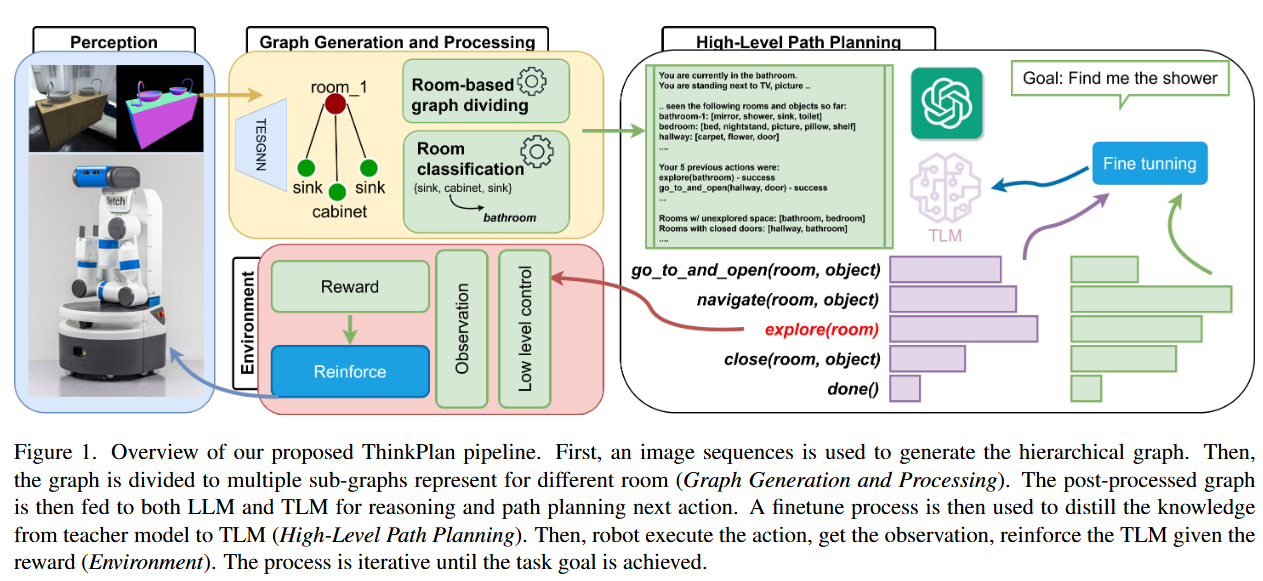 Perception
Graph Generation and Processing
High-Level Path Planning
fetch
TESGNN
room_1
sink
sink
cabinet
Room-based
graph dividing
Room
classification
{sink, cabinet, sink}
bathroom
You are currently in the bathroom.
You are standing next to TV, picture ..
.. seen the following rooms and objects so far:
bathroom-1: [mirror, shower, sink, toilet]
bedroom: [bed, nightstand, picture, pillow, shelf]
hallway: [carpet, flower, door]
....
Your 5 previous actions were:
explore(bathroom) - success
go_to_and_open(hallway, door) - success
...
Rooms w/ unexplored space: [bathroom, bedroom]
Rooms with closed doors: [hallway, bathroom]
....
Goal: Find me the shower
Fine tunning
TLM
Environment
Reward
Reinforce
Observation
Low level control
go_to_and_open(room, object)
navigate(room, object)
explore(room)
close(room, object)
done()
Figure 1. Overview of our proposed ThinkPlan pipeline. First, an image sequences is used to generate the hierarchical graph. Then,
the graph is divided to multiple sub-graphs represent for different room (Graph Generation and Processing). The post-processed graph
is then fed to both LLM and TLM for reasoning and path planning next action. A finetune process is then used to distill the knowledge
from teacher model to TLM (High-Level Path Planning). Then, robot execute the action, get the observation, reinforce the TLM given the
reward (Environment). The process is iterative until the task goal is achieved.